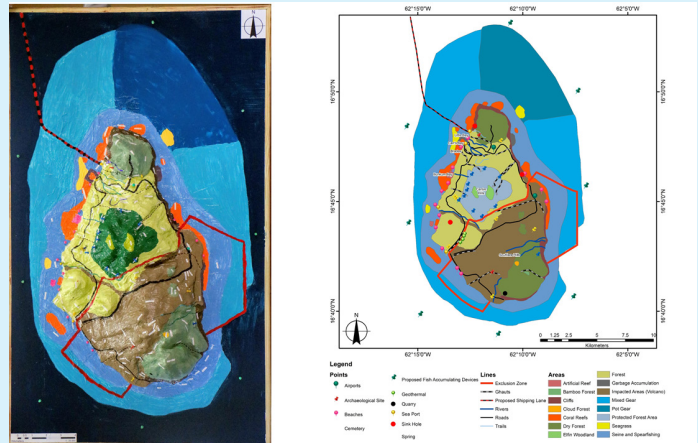 N
62°15'0"W
62°10'0"W
62°5'0"W
16°50'0"N
16°45'0"N
16°40'0"N
N
0 1.25 2.5 5 7.5 10
Kilometers
62°15'0"W
62°10'0"W
62°5'0"W
Legend
Points
Airports
Archaeological Site
Beaches
Cemetery
Proposed Fish Accumulating Devices
Geothermal
Quarry
Sea Port
Sink Hole
Spring
Lines
Exclusion Zone
Ghauts
Proposed Shipping Lane
Rivers
Roads
Trails
Areas
Artificial Reef
Bamboo Forest
Cliffs
Cloud Forest
Coral Reefs
Dry Forest
Elfin Woodland
Forest
Garbage Accumulation
Impacted Areas (Volcano)
Mixed Gear
Pot Gear
Protected Forest Area
Seagrass
Seine and Spearfishing